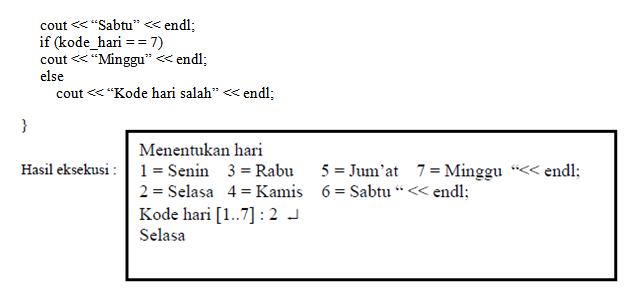 cout << “Sabtu” << endl;
if (kode_hari = = 7)
cout << “Minggu” << endl;
else
cout << “Kode hari salah” << endl;
}
Hasil eksekusi :
Menentukan hari
1 = Senin 3 = Rabu 5 = Jum’at 7 = Minggu “<< endl;
2 = Selasa 4 = Kamis 6 = Sabtu “ << endl;
Kode hari [1..7] : 2 ↵
Selasa